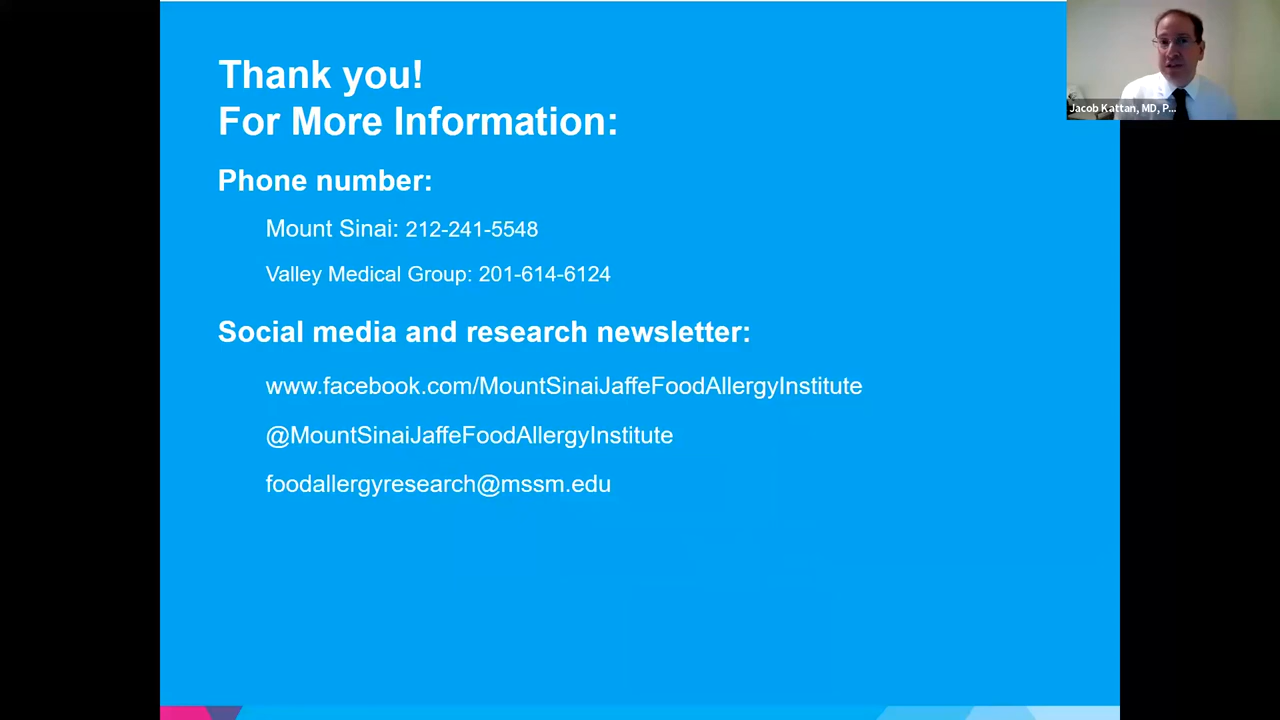 Thank you!
For More Information:
Phone number:
Mount Sinai: 212-241-5548
Valley Medical Group: 201-614-6124
Social media and research newsletter:
www.facebook.com/MountSinaiJaffeFoodAllergyInstitute
@MountSinaiJaffeFoodAllergyInstitute
foodallergyresearch@mssm.edu
Jacob Kattan, MD, P...